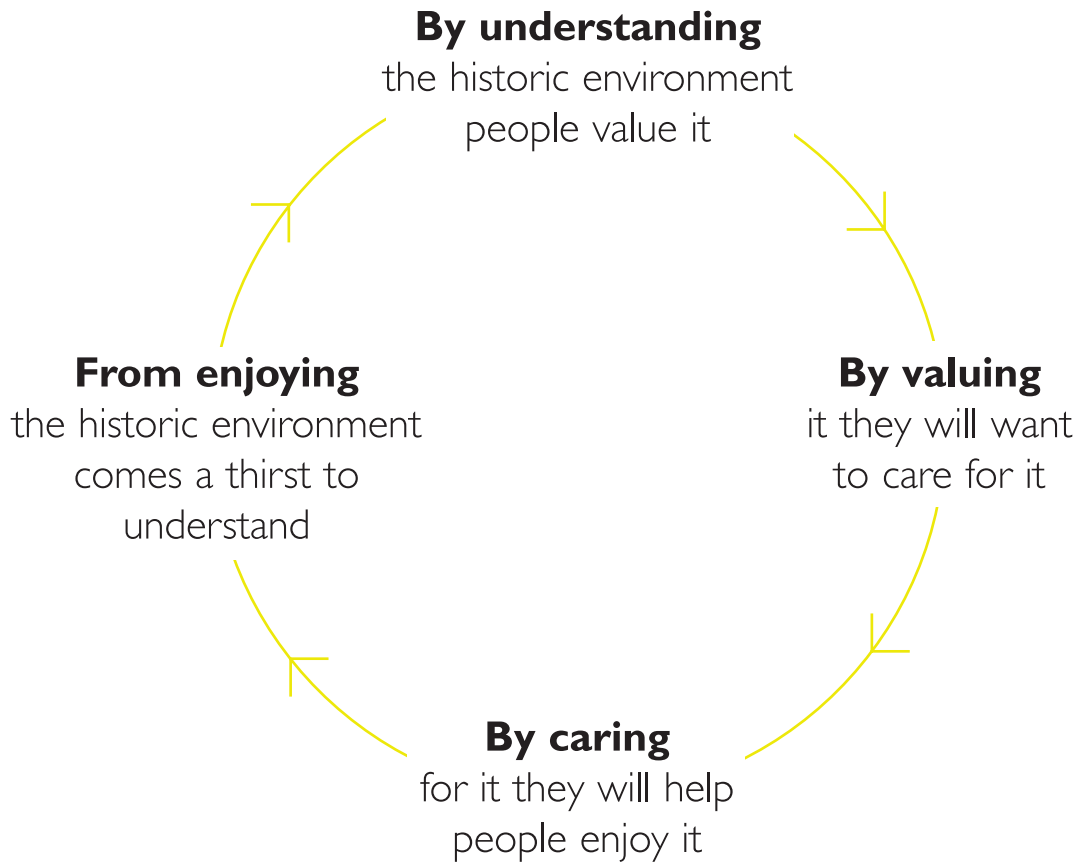 By understanding
the historic environment
people value it
By valuing
it they will want
to care for it
By caring
for it they will help
people enjoy it
From enjoying
the historic environment
comes a thirst to
understand